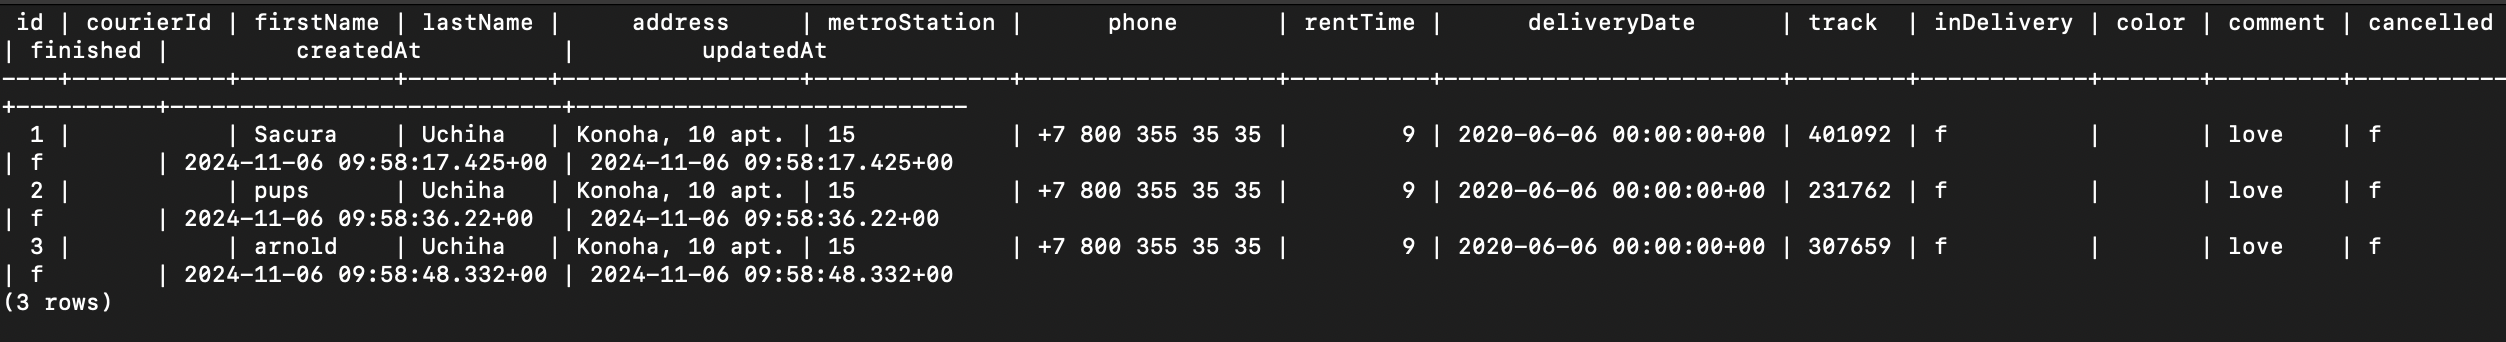 id | courierId | firstName | lastName |     address     | metroStation |      phone       | rentTime |      deliveryDate      | track  | inDelivery | color | comment | cancelled
| finished |         createdAt          |         updatedAt
----+-----------+-----------+----------+-----------------+--------------+------------------+----------+------------------------+--------+------------+-------+---------+-----------
+----------+----------------------------+----------------------------
  1 |           | Sacura    | Uchiha   | Konoha, 10 apt. | 15           | +7 800 355 35 35 |        9 | 2020-06-06 00:00:00+00 | 401092 | f          |       | love    | f
| f        | 2024-11-06 09:58:17.425+00 | 2024-11-06 09:58:17.425+00
  2 |           | pups      | Uchiha   | Konoha, 10 apt. | 15           | +7 800 355 35 35 |        9 | 2020-06-06 00:00:00+00 | 231762 | f          |       | love    | f
| f        | 2024-11-06 09:58:36.22+00  | 2024-11-06 09:58:36.22+00
  3 |           | arnold    | Uchiha   | Konoha, 10 apt. | 15           | +7 800 355 35 35 |        9 | 2020-06-06 00:00:00+00 | 307659 | f          |       | love    | f
| f        | 2024-11-06 09:58:48.332+00 | 2024-11-06 09:58:48.332+00
(3 rows)